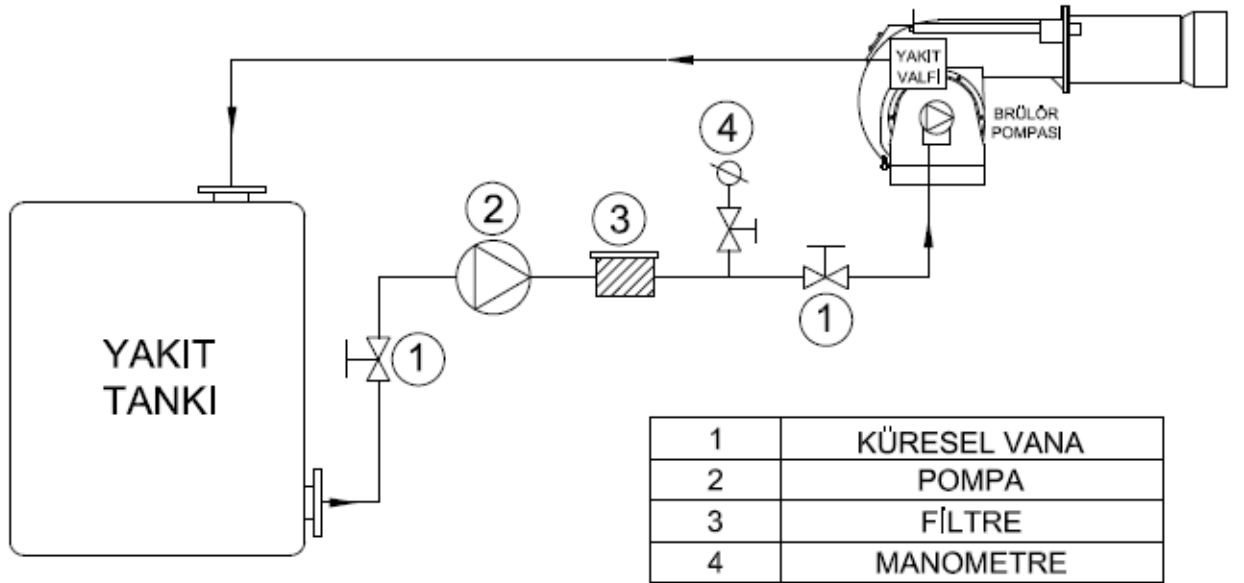 YAKIT
VALFİ
BRÜLÖR
POMPASI
4
2
3
1
1
YAKIT
TANKI
1 KÜRESEL VANA
2 POMPA
3 FİLTRE
4 MANOMETRE